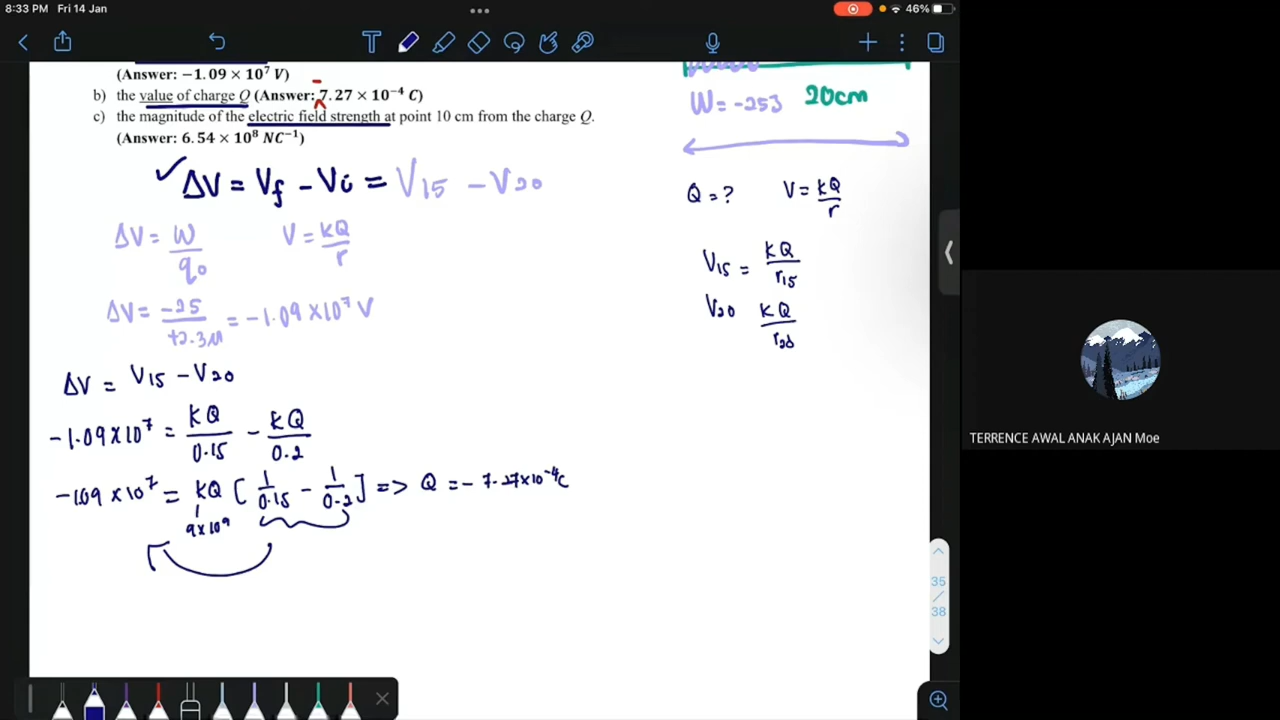 8:33 PM Fri 14 Jan
46%
(Answer: −1.09 × 10⁷ V)
b) the value of charge Q (Answer: -7.27 × 10⁻⁴ C)
c) the magnitude of the electric field strength at point 10 cm from the charge Q.
(Answer: 6.54 × 10⁸ NC⁻¹)
W = -25J 20cm
✓ ΔV = Vf - Vi = V15 - V20
Q = ? V = kQ/r
ΔV = W/q0 V = kQ/r
V15 = kQ/r15
V20 kQ/r20
ΔV = -25/+2.3M = -1.09 × 10⁷ V
ΔV = V15 - V20
-1.09 × 10⁷ = kQ/0.15 - kQ/0.2
-1.09 × 10⁷ = kQ [1/0.15 - 1/0.2] => Q = - 7.27 × 10⁻⁴ C
9 × 10⁹
35
/
38
TERRENCE AWAL ANAK AJAN Moe